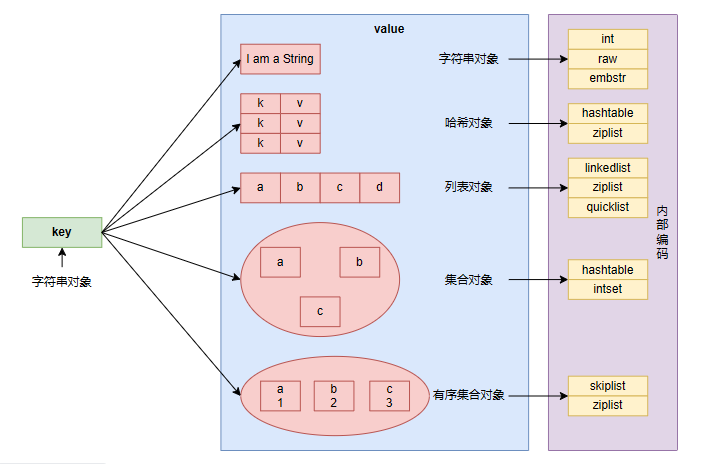 value
I am a String
字符串对象
int
raw
embstr
k v
k v
k v
哈希对象
hashtable
ziplist
a b c d
列表对象
linkedlist
ziplist
quicklist
key
字符串对象
a b
c
集合对象
hashtable
intset
a b c
1 2 3
有序集合对象
skiplist
ziplist
内
部
编
码